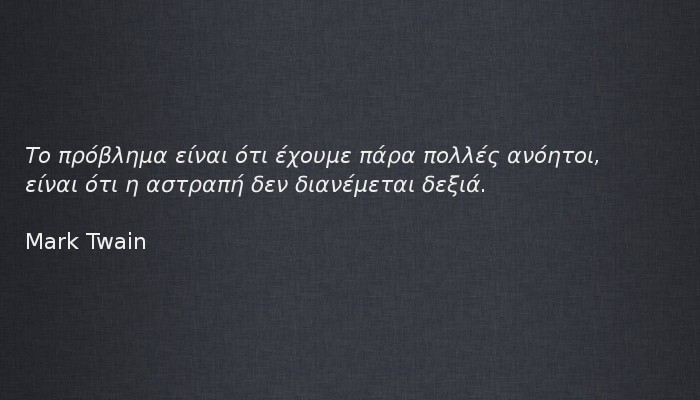 Το πρόβλημα είναι ότι έχουμε πάρα πολλές ανόητοι,
είναι ότι η αστραπή δεν διανέμεται δεξιά.
Mark Twain